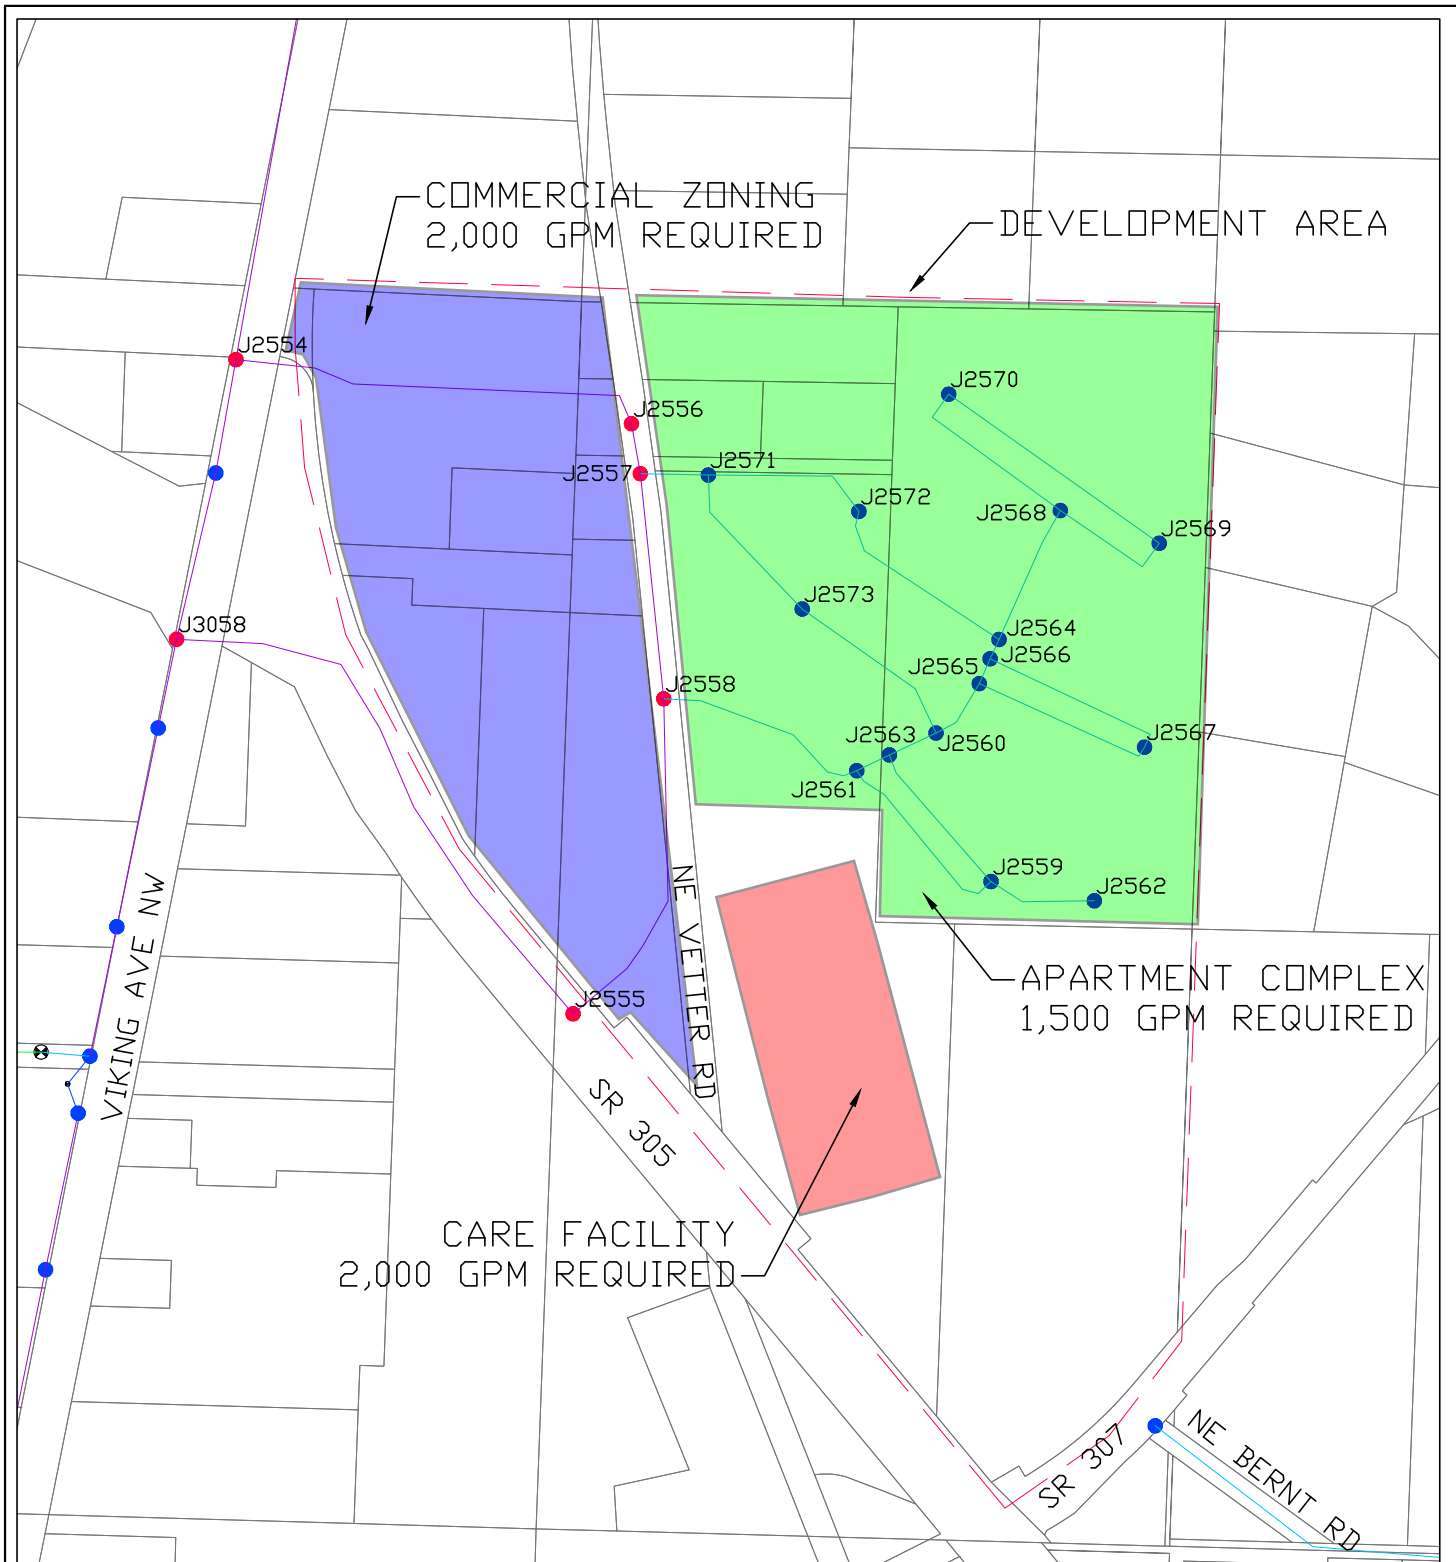 COMMERCIAL ZONING
2,000 GPM REQUIRED
DEVELOPMENT AREA
J2554
J2570
J2556
J2557
J2571
J2572
J2568
J2569
J2573
J3058
J2564
J2566
J2565
J2558
J2563
J2560
J2567
J2561
J2559
J2562
NE VETTER RD
VIKING AVE NW
APARTMENT COMPLEX
1,500 GPM REQUIRED
J2555
SR 305
CARE FACILITY
2,000 GPM REQUIRED
SR 307
NE BERNT RD